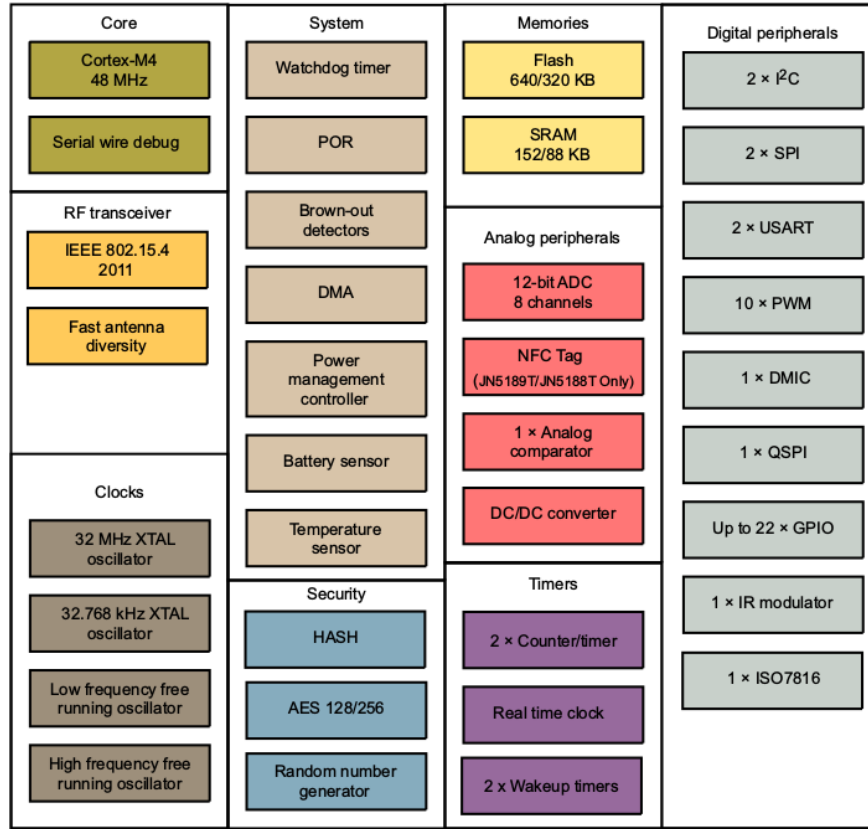 Core
Cortex-M4
48 MHz
Serial wire debug
RF transceiver
IEEE 802.15.4
2011
Fast antenna
diversity
Clocks
32 MHz XTAL
oscillator
32.768 kHz XTAL
oscillator
Low frequency free
running oscillator
High frequency free
running oscillator
System
Watchdog timer
POR
Brown-out
detectors
DMA
Power
management
controller
Battery sensor
Temperature
sensor
Security
HASH
AES 128/256
Random number
generator
Memories
Flash
640/320 KB
SRAM
152/88 KB
Analog peripherals
12-bit ADC
8 channels
NFC Tag
(JN5189T/JN5188T Only)
1 × Analog
comparator
DC/DC converter
Timers
2 × Counter/timer
Real time clock
2 x Wakeup timers
Digital peripherals
2 × I²C
2 × SPI
2 × USART
10 × PWM
1 × DMIC
1 × QSPI
Up to 22 × GPIO
1 × IR modulator
1 × ISO7816